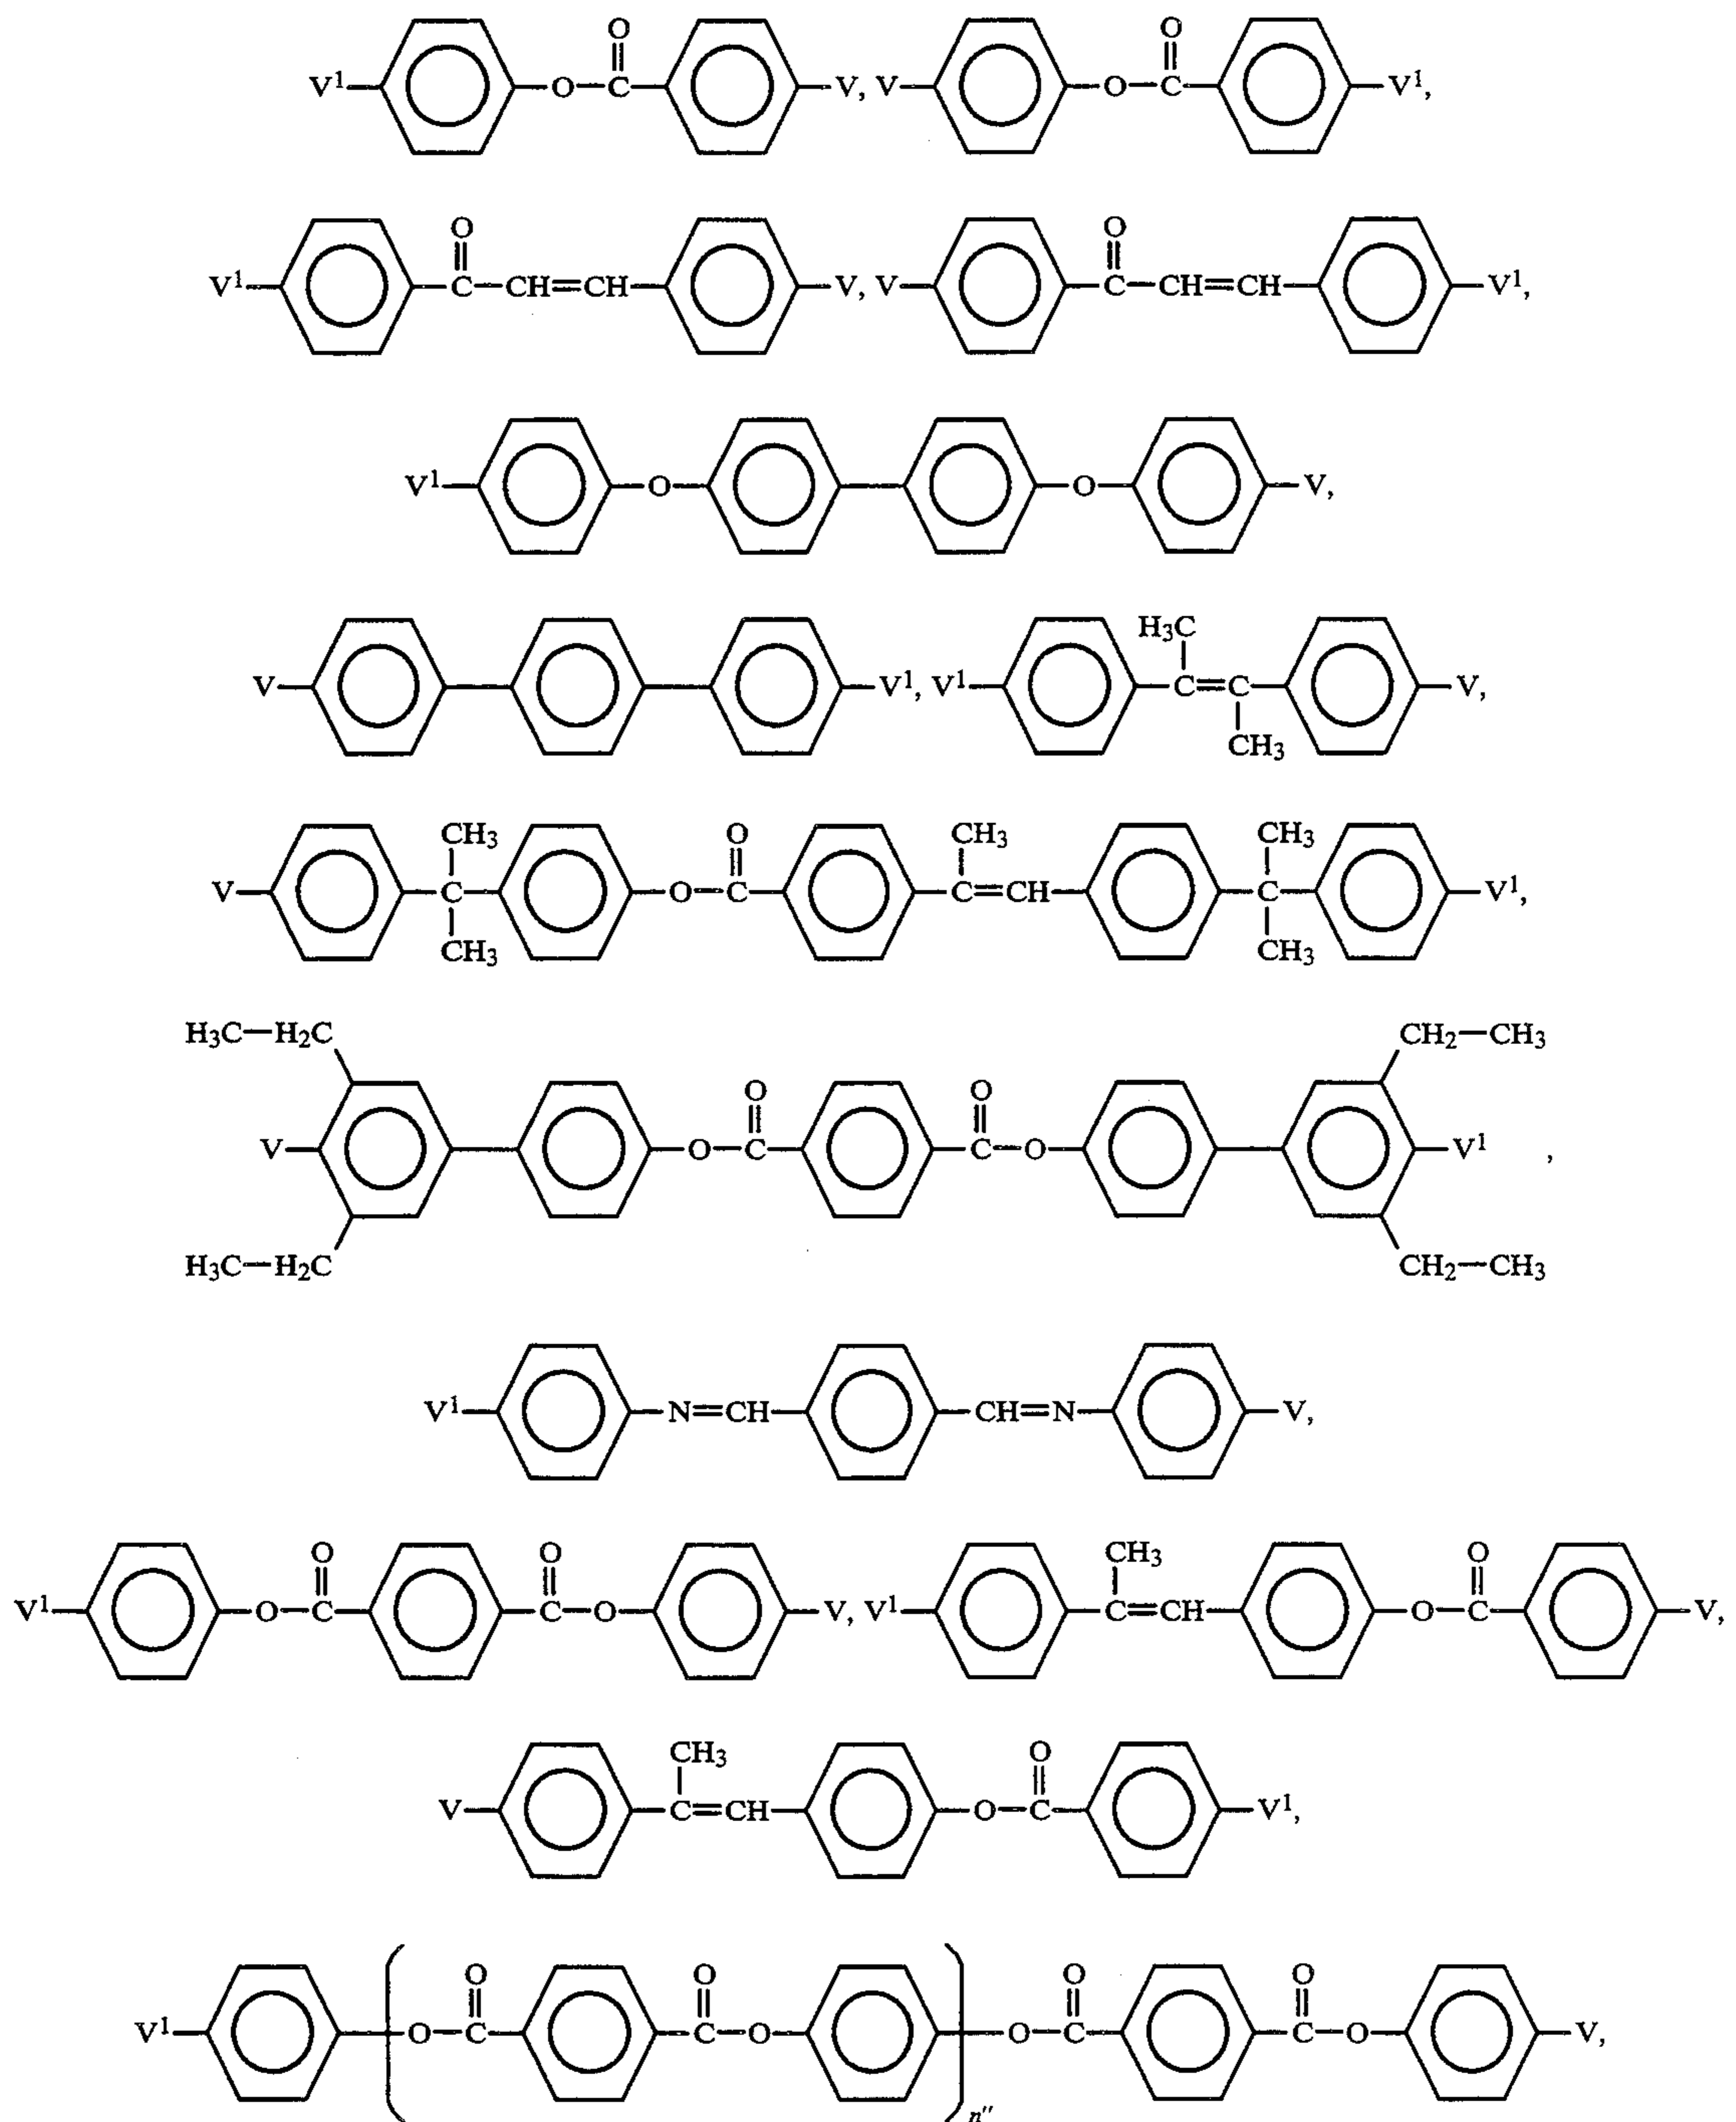 O O
V¹ O C V, V O C V¹,
O O
V¹ C CH=CH V, V C CH=CH V¹,
V¹ O O V,
H₃C
V V¹, V¹ C=C V,
CH₃
CH₃ O CH₃ CH₃
V C O C C=CH C V¹,
CH₃ CH₃
H₃C—H₂C CH₂—CH₃
O O
V O—C C—O V¹ ,
H₃C—H₂C CH₂—CH₃
V¹ N=CH CH=N V,
O O CH₃ O
V¹ O—C C—O V, V¹ C=CH O—C V,
CH₃ O
V C=CH O—C V¹,
O O O O
V¹ O—C C—O O—C C—O V,
n″